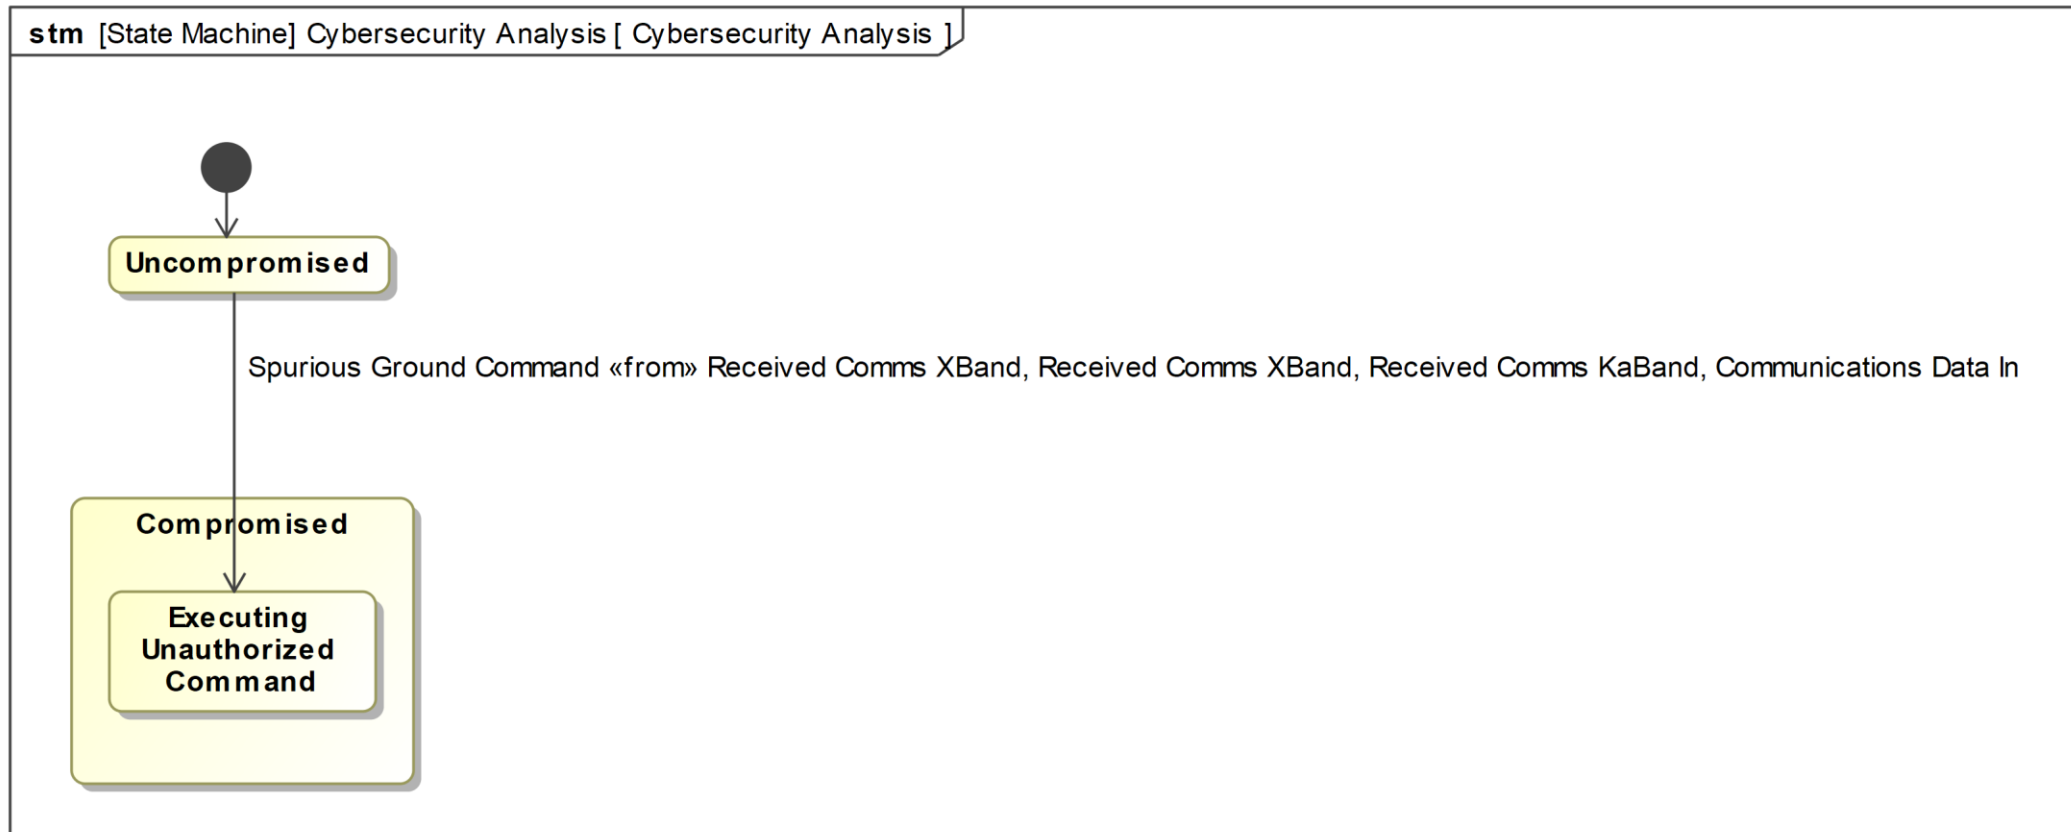 stm [State Machine] Cybersecurity Analysis [ Cybersecurity Analysis ]
Uncompromised
Spurious Ground Command «from» Received Comms XBand, Received Comms XBand, Received Comms KaBand, Communications Data In
Compromised
Executing
Unauthorized
Command